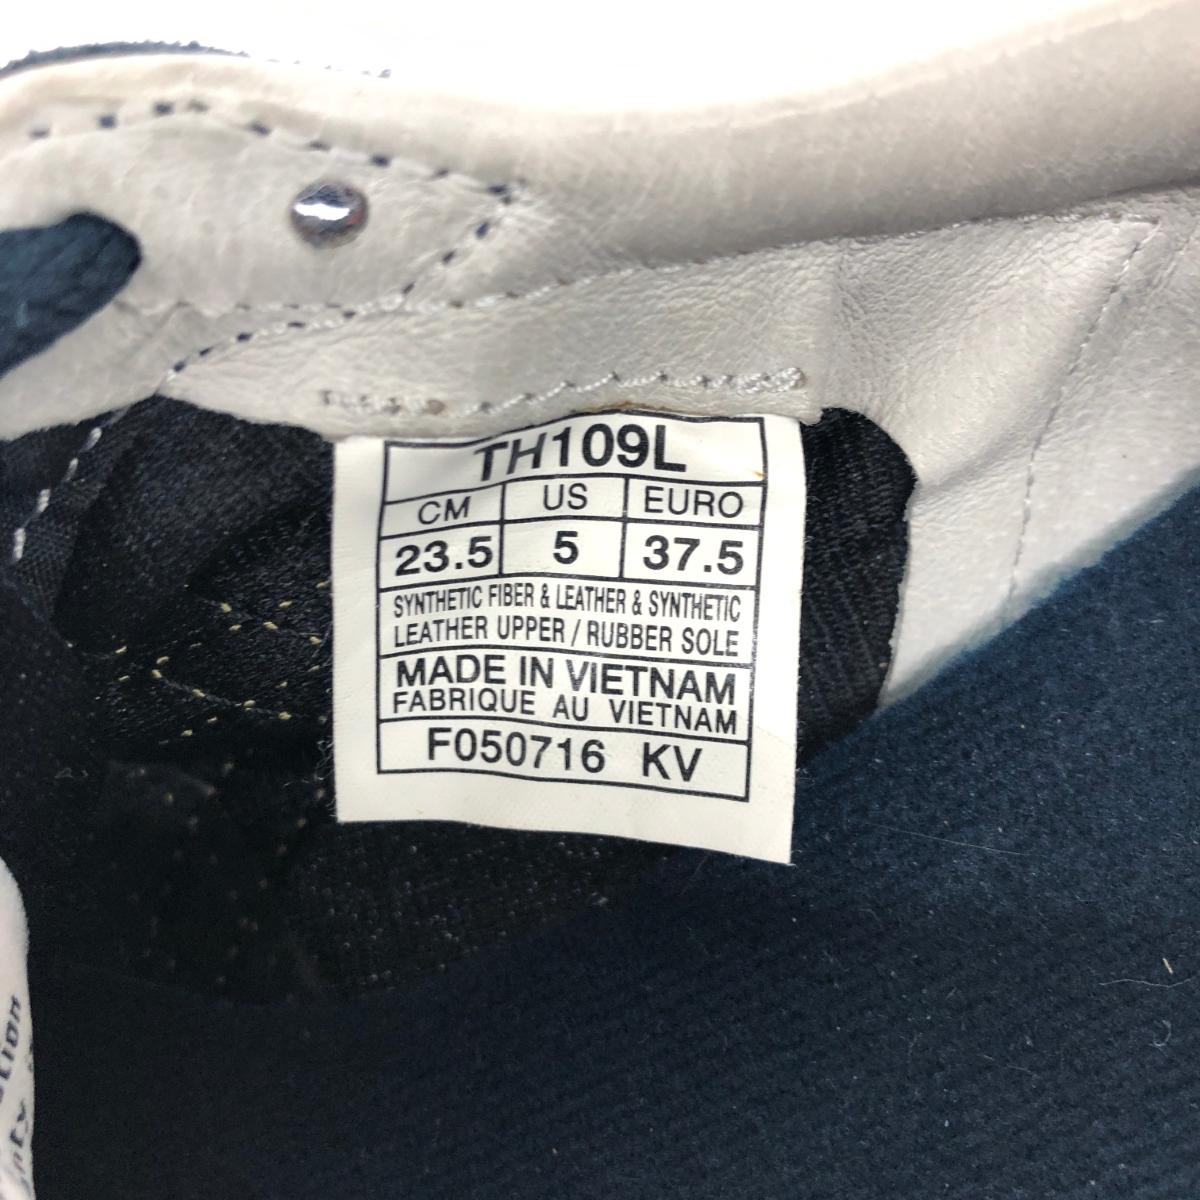 TH109L
CM US EURO
23.5 5 37.5
SYNTHETIC FIBER & LEATHER & SYNTHETIC
LEATHER UPPER / RUBBER SOLE
MADE IN VIETNAM
FABRIQUE AU VIETNAM
F050716 KV